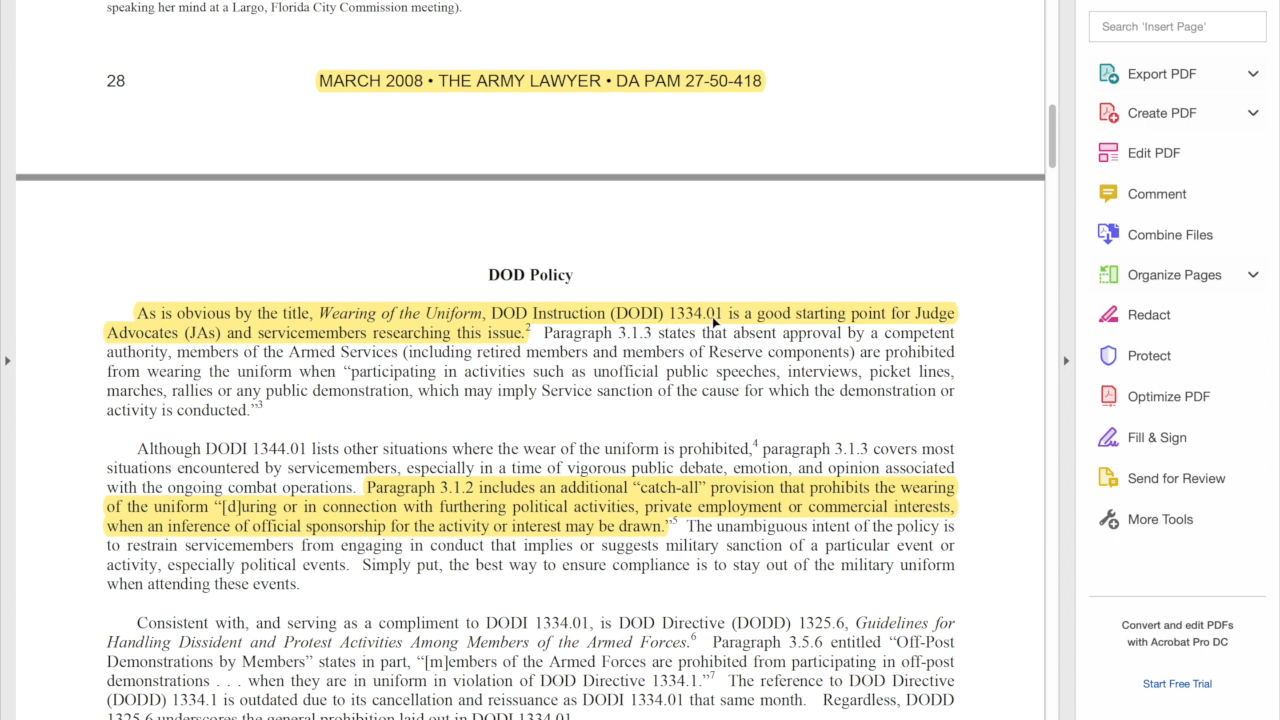 speaking her mind at a Largo, Florida City Commission meeting).
28
MARCH 2008 • THE ARMY LAWYER • DA PAM 27-50-418
DOD Policy
As is obvious by the title, Wearing of the Uniform, DOD Instruction (DODI) 1334.01 is a good starting point for Judge
Advocates (JAs) and servicemembers researching this issue.2 Paragraph 3.1.3 states that absent approval by a competent
authority, members of the Armed Services (including retired members and members of Reserve components) are prohibited
from wearing the uniform when “participating in activities such as unofficial public speeches, interviews, picket lines,
marches, rallies or any public demonstration, which may imply Service sanction of the cause for which the demonstration or
activity is conducted.”3
Although DODI 1344.01 lists other situations where the wear of the uniform is prohibited,4 paragraph 3.1.3 covers most
situations encountered by servicemembers, especially in a time of vigorous public debate, emotion, and opinion associated
with the ongoing combat operations. Paragraph 3.1.2 includes an additional “catch-all” provision that prohibits the wearing
of the uniform “[d]uring or in connection with furthering political activities, private employment or commercial interests,
when an inference of official sponsorship for the activity or interest may be drawn.”5 The unambiguous intent of the policy is
to restrain servicemembers from engaging in conduct that implies or suggests military sanction of a particular event or
activity, especially political events. Simply put, the best way to ensure compliance is to stay out of the military uniform
when attending these events.
Consistent with, and serving as a compliment to DODI 1334.01, is DOD Directive (DODD) 1325.6, Guidelines for
Handling Dissident and Protest Activities Among Members of the Armed Forces.6 Paragraph 3.5.6 entitled “Off-Post
Demonstrations by Members” states in part, “[m]embers of the Armed Forces are prohibited from participating in off-post
demonstrations . . . when they are in uniform in violation of DOD Directive 1334.1.”7 The reference to DOD Directive
(DODD) 1334.1 is outdated due to its cancellation and reissuance as DODI 1334.01 that same month. Regardless, DODD
1325.6 underscores the general prohibition laid out in DODI 1334.01.
Search 'Insert Page'
Export PDF
Create PDF
Edit PDF
Comment
Combine Files
Organize Pages
Redact
Protect
Optimize PDF
Fill & Sign
Send for Review
More Tools
Convert and edit PDFs
with Acrobat Pro DC
Start Free Trial